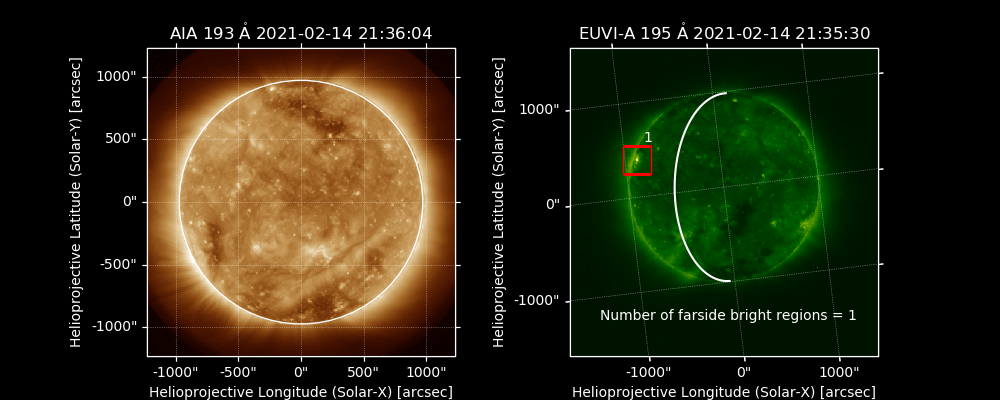 AIA 193 Å 2021-02-14 21:36:04
Helioprojective Latitude (Solar-Y) [arcsec]
1000"
500"
0"
-500"
-1000"
-1000"
-500"
0"
500"
1000"
Helioprojective Longitude (Solar-X) [arcsec]
EUVI-A 195 Å 2021-02-14 21:35:30
Helioprojective Latitude (Solar-Y) [arcsec]
1000"
0"
-1000"
1
Number of farside bright regions = 1
-1000"
0"
1000"
Helioprojective Longitude (Solar-X) [arcsec]